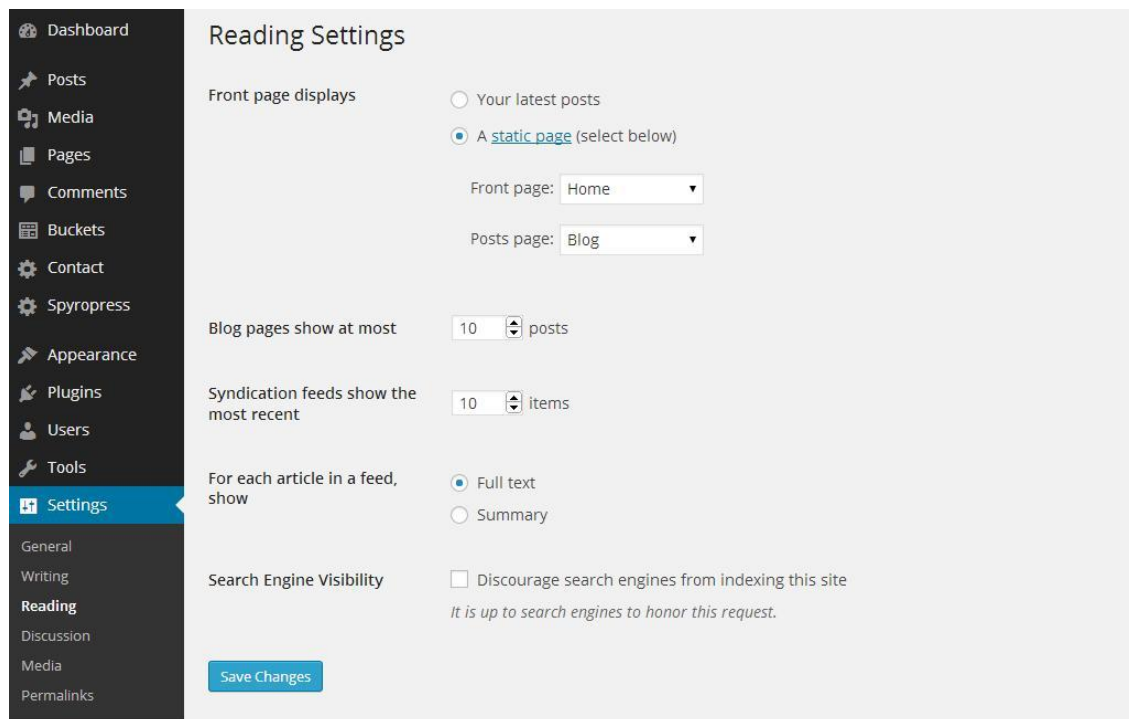 Dashboard
Posts
Media
Pages
Comments
Buckets
Contact
Spyropress
Appearance
Plugins
Users
Tools
Settings
General
Writing
Reading
Discussion
Media
Permalinks
Reading Settings
Front page displays
Your latest posts
A static page (select below)
Front page: Home
Posts page: Blog
Blog pages show at most
10 posts
Syndication feeds show the
most recent
10 items
For each article in a feed,
show
Full text
Summary
Search Engine Visibility
Discourage search engines from indexing this site
It is up to search engines to honor this request.
Save Changes